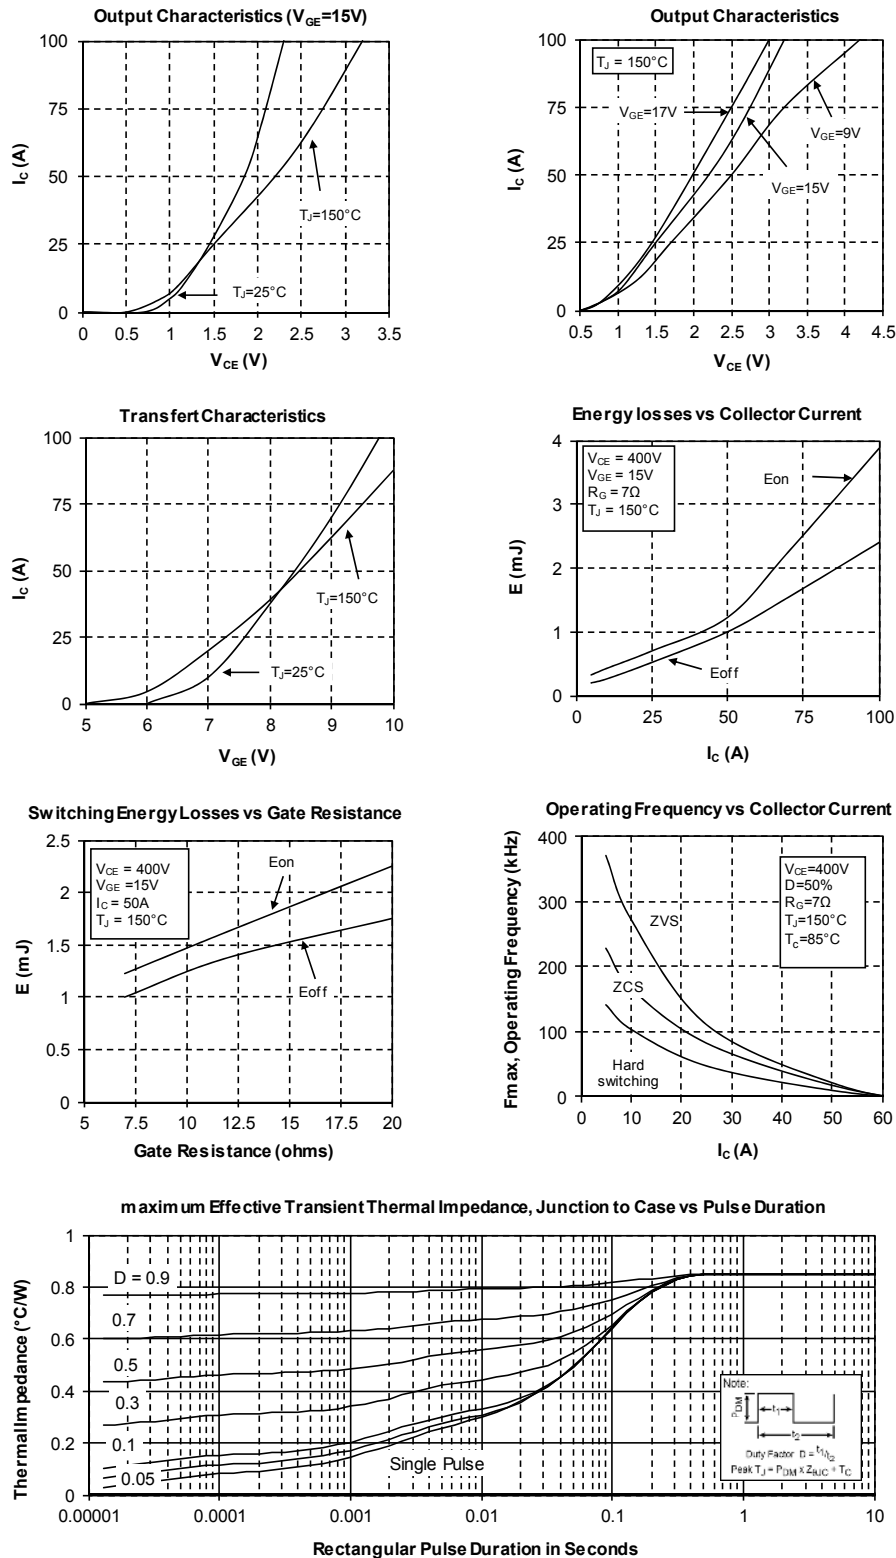 Output Characteristics (VGE=15V)
100
75
50
25
0
IC (A)
TJ=150°C
TJ=25°C
0 0.5 1 1.5 2 2.5 3 3.5
VCE (V)
Output Characteristics
100
75
50
25
0
IC (A)
TJ = 150°C
VGE=17V
VGE=9V
VGE=15V
0.5 1 1.5 2 2.5 3 3.5 4 4.5
VCE (V)
Transfert Characteristics
100
75
50
25
0
IC (A)
TJ=150°C
TJ=25°C
5 6 7 8 9 10
VGE (V)
Energy losses vs Collector Current
4
3
2
1
0
E (mJ)
VCE = 400V
VGE = 15V
RG = 7Ω
TJ = 150°C
Eon
Eoff
0 25 50 75 100
IC (A)
Switching Energy Losses vs Gate Resistance
2.5
2
1.5
1
0.5
0
E (mJ)
VCE = 400V
VGE =15V
IC = 50A
TJ = 150°C
Eon
Eoff
5 7.5 10 12.5 15 17.5 20
Gate Resistance (ohms)
Operating Frequency vs Collector Current
400
300
200
100
0
Fmax, Operating Frequency (kHz)
VCE=400V
D=50%
RG=7Ω
TJ=150°C
Tc=85°C
ZVS
ZCS
Hard
switching
0 10 20 30 40 50 60
IC (A)
maximum Effective Transient Thermal Impedance, Junction to Case vs Pulse Duration
1
0.8
0.6
0.4
0.2
0
Thermal Impedance (°C/W)
D = 0.9
0.7
0.5
0.3
0.1
0.05
Single Pulse
Note:
PDM
t1
t2
Duty Factor D = t1/t2
Peak TJ = PDM x ZθJC + TC
0.00001 0.0001 0.001 0.01 0.1 1 10
Rectangular Pulse Duration in Seconds